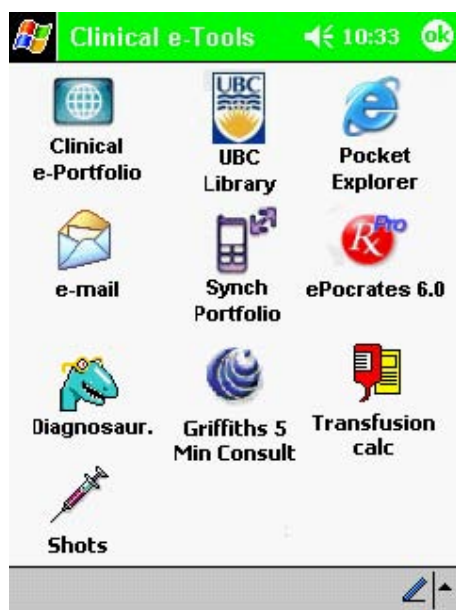 Clinical e-Tools 10:33 ok
Clinical
e-Portfolio
UBC
UBC
Library
Pocket
Explorer
e-mail
Synch
Portfolio
Rx Pro
ePocrates 6.0
Diagnosaur.
Griffiths 5
Min Consult
Transfusion
calc
Shots